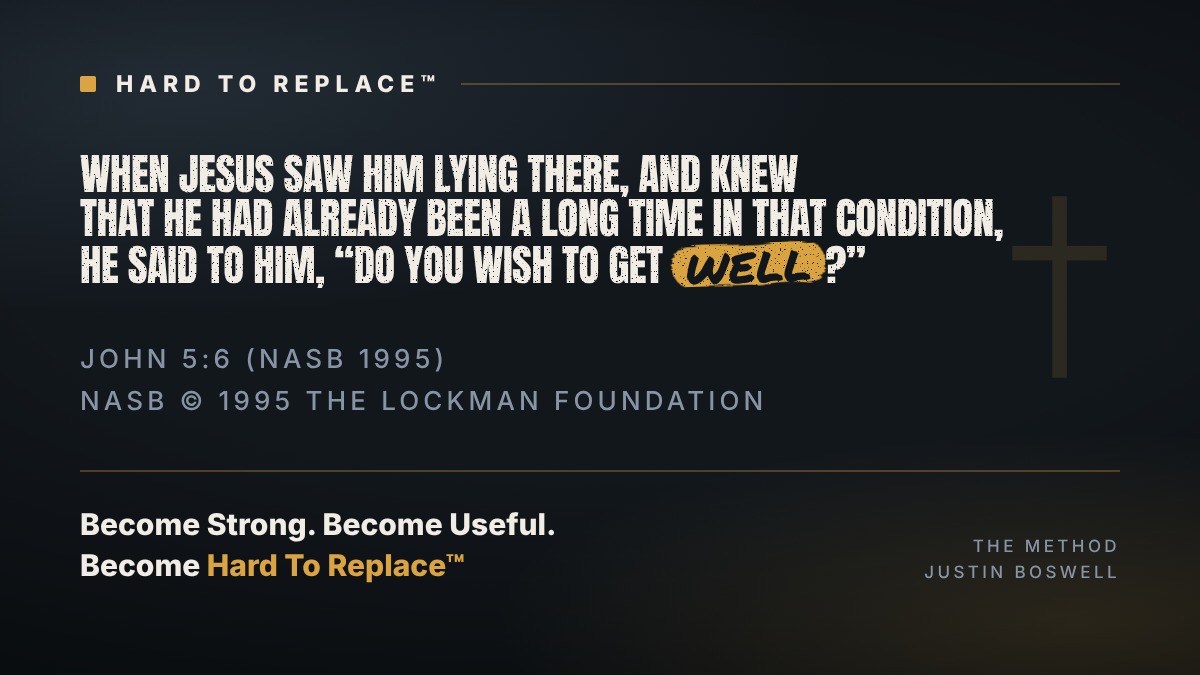 HARD TO REPLACE™
WHEN JESUS SAW HIM LYING THERE, AND KNEW
THAT HE HAD ALREADY BEEN A LONG TIME IN THAT CONDITION,
HE SAID TO HIM, “DO YOU WISH TO GET WELL?”
JOHN 5:6 (NASB 1995)
NASB © 1995 THE LOCKMAN FOUNDATION
Become Strong. Become Useful.
Become Hard To Replace™
THE METHOD
JUSTIN BOSWELL